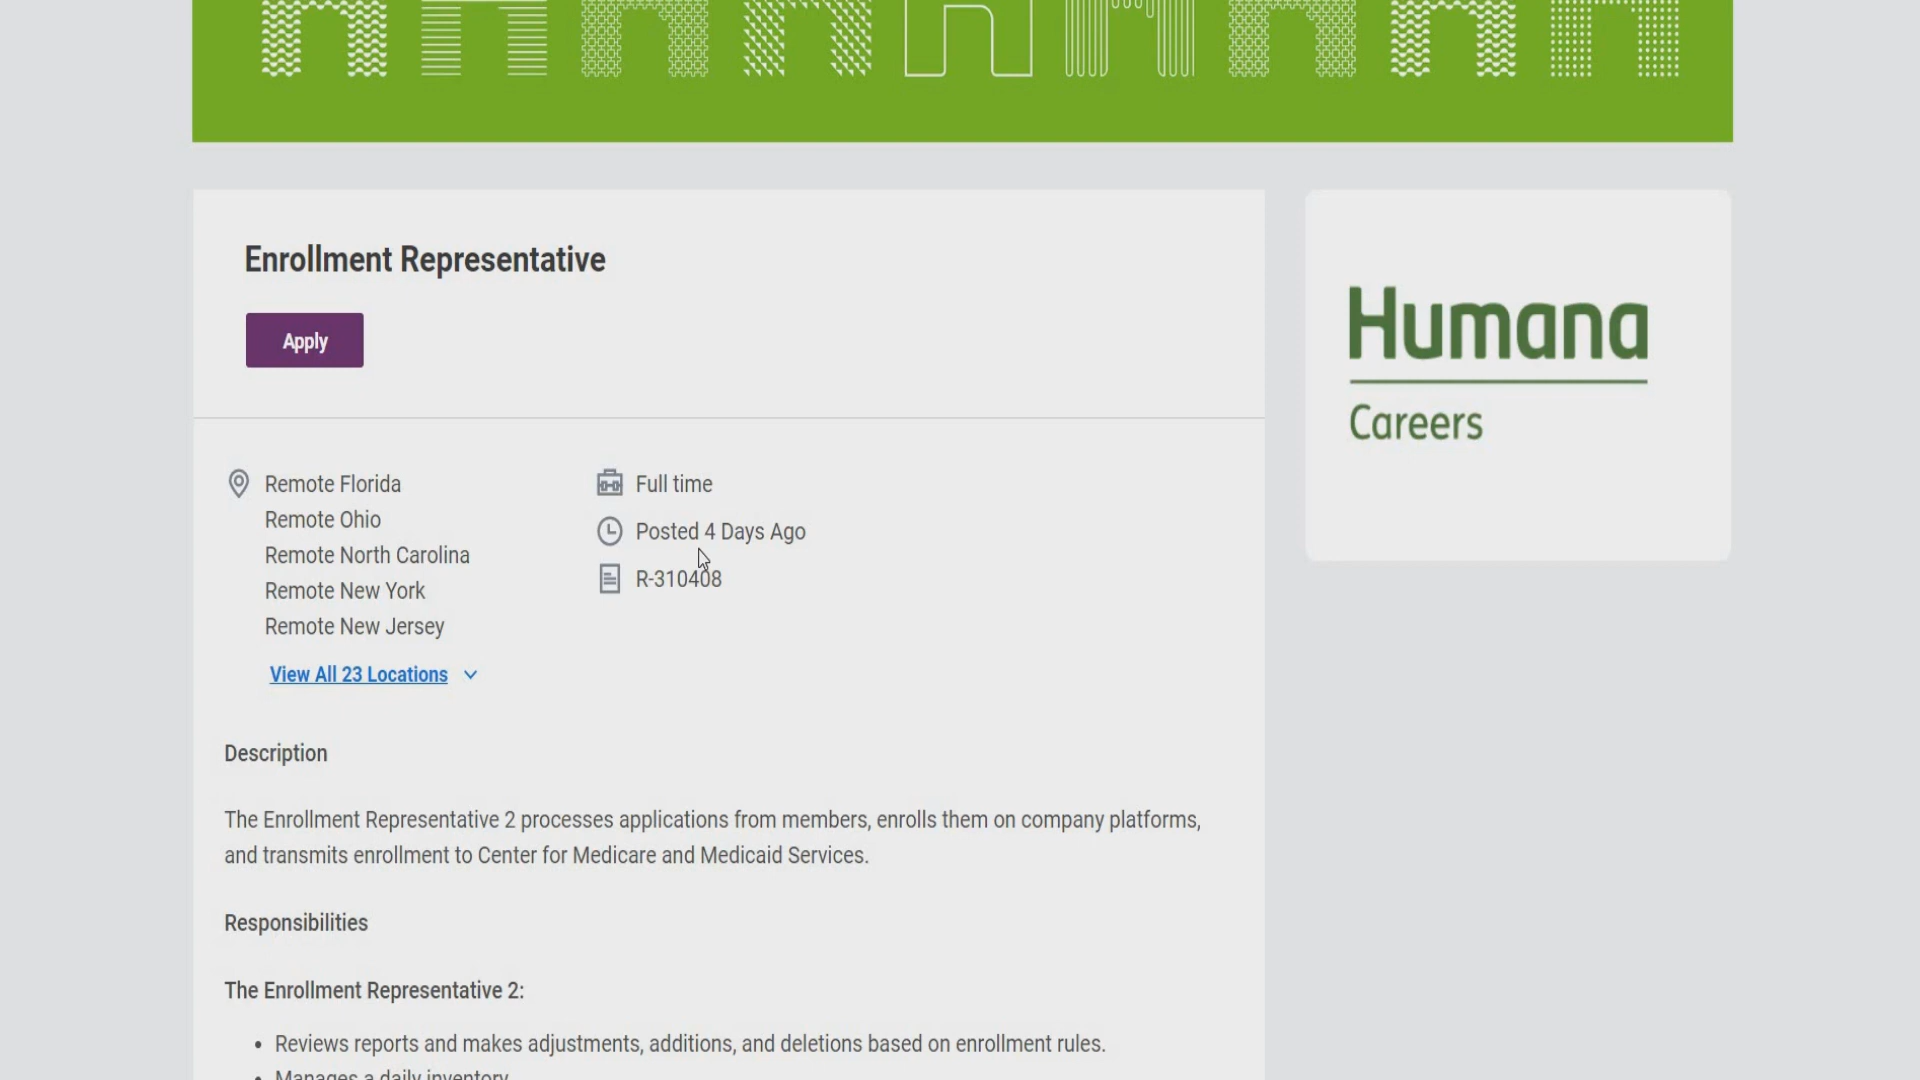 Enrollment Representative
Apply
Humana
Careers
Remote Florida
Remote Ohio
Remote North Carolina
Remote New York
Remote New Jersey
View All 23 Locations
Full time
Posted 4 Days Ago
R-310408
Description
The Enrollment Representative 2 processes applications from members, enrolls them on company platforms,
and transmits enrollment to Center for Medicare and Medicaid Services.
Responsibilities
The Enrollment Representative 2:
• Reviews reports and makes adjustments, additions, and deletions based on enrollment rules.
• Manages a daily inventory